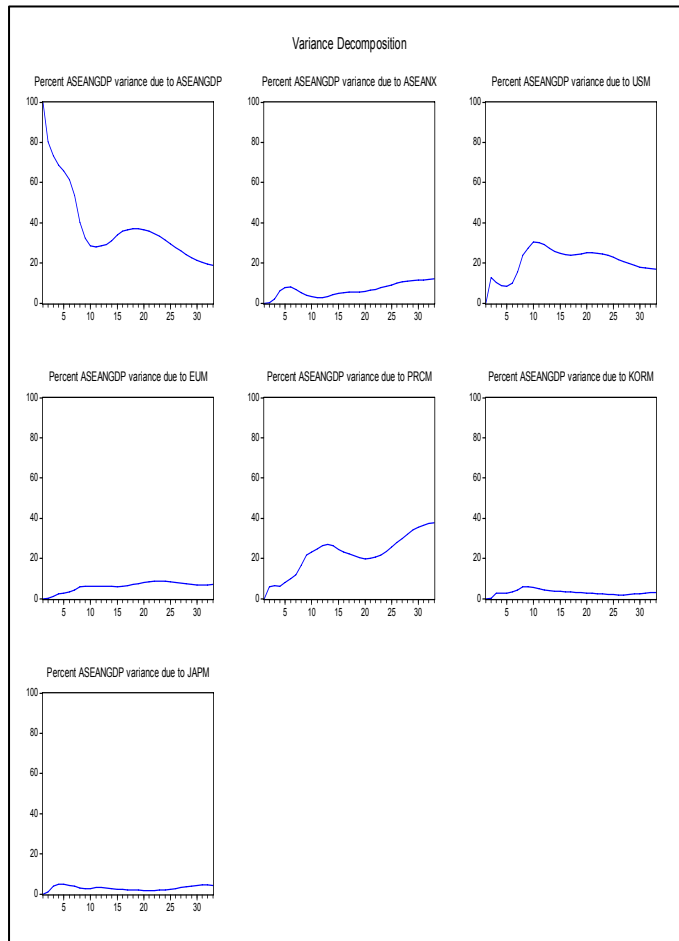 Variance Decomposition
Percent ASEANGDP variance due to ASEANGDP
100
80
60
40
20
0
5 10 15 20 25 30
Percent ASEANGDP variance due to ASEANX
100
80
60
40
20
0
5 10 15 20 25 30
Percent ASEANGDP variance due to USM
100
80
60
40
20
0
5 10 15 20 25 30
Percent ASEANGDP variance due to EUM
100
80
60
40
20
0
5 10 15 20 25 30
Percent ASEANGDP variance due to PRCM
100
80
60
40
20
0
5 10 15 20 25 30
Percent ASEANGDP variance due to KORM
100
80
60
40
20
0
5 10 15 20 25 30
Percent ASEANGDP variance due to JAPM
100
80
60
40
20
0
5 10 15 20 25 30